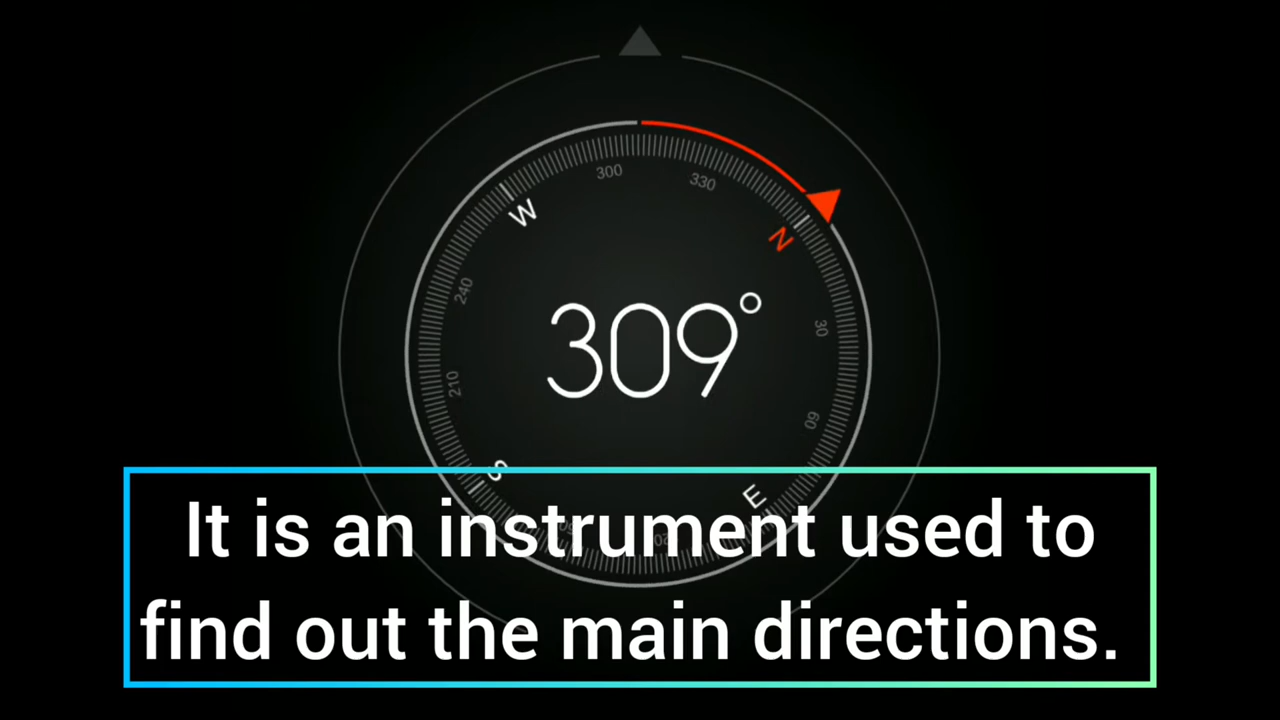 300
330
W
N
240
309°
30
210
60
S
E
It is an instrument used to
find out the main directions.